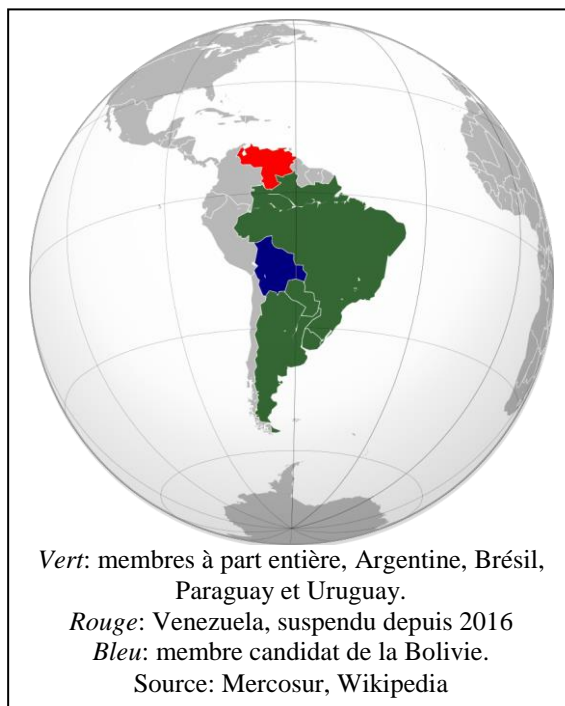 Vert: membres à part entière, Argentine, Brésil,
Paraguay et Uruguay.
Rouge: Venezuela, suspendu depuis 2016
Bleu: membre candidat de la Bolivie.
Source: Mercosur, Wikipedia